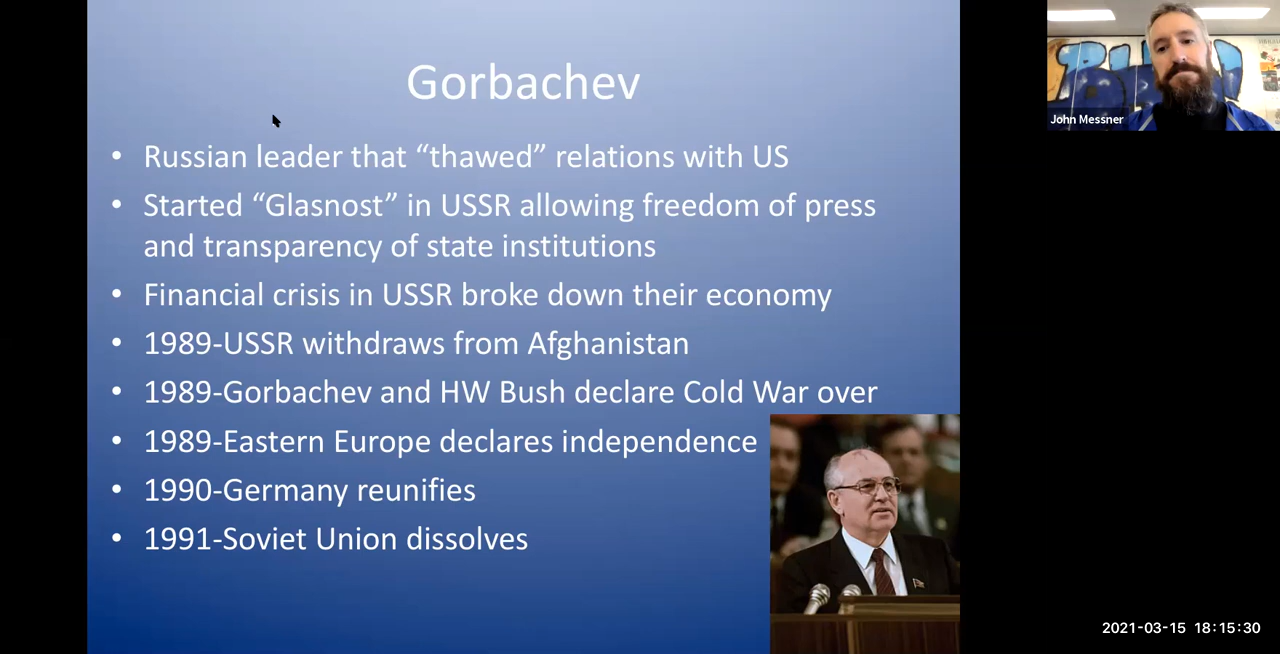 Gorbachev
• Russian leader that “thawed” relations with US
• Started “Glasnost” in USSR allowing freedom of press
and transparency of state institutions
• Financial crisis in USSR broke down their economy
• 1989-USSR withdraws from Afghanistan
• 1989-Gorbachev and HW Bush declare Cold War over
• 1989-Eastern Europe declares independence
• 1990-Germany reunifies
• 1991-Soviet Union dissolves
John Messner
2021-03-15 18:15:30